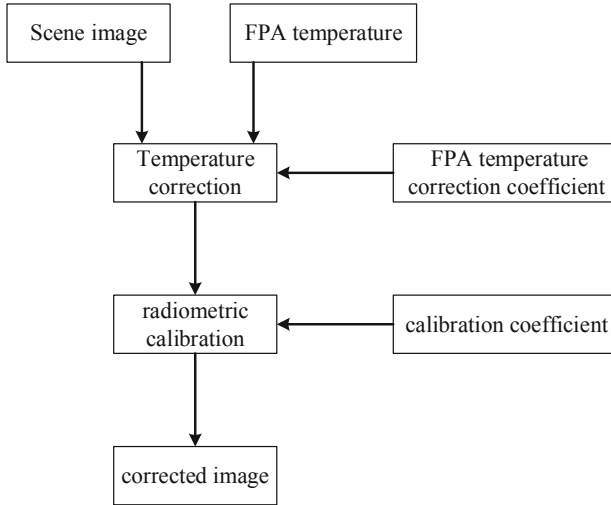 Scene image
FPA temperature
Temperature
correction
FPA temperature
correction coefficient
radiometric
calibration
calibration coefficient
corrected image